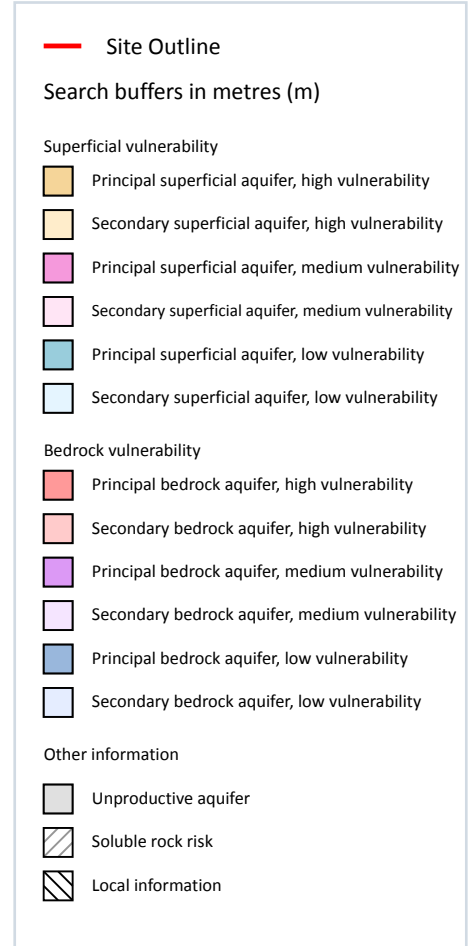 Site Outline
Search buffers in metres (m)
Superficial vulnerability
Principal superficial aquifer, high vulnerability
Secondary superficial aquifer, high vulnerability
Principal superficial aquifer, medium vulnerability
Secondary superficial aquifer, medium vulnerability
Principal superficial aquifer, low vulnerability
Secondary superficial aquifer, low vulnerability
Bedrock vulnerability
Principal bedrock aquifer, high vulnerability
Secondary bedrock aquifer, high vulnerability
Principal bedrock aquifer, medium vulnerability
Secondary bedrock aquifer, medium vulnerability
Principal bedrock aquifer, low vulnerability
Secondary bedrock aquifer, low vulnerability
Other information
Unproductive aquifer
Soluble rock risk
Local information